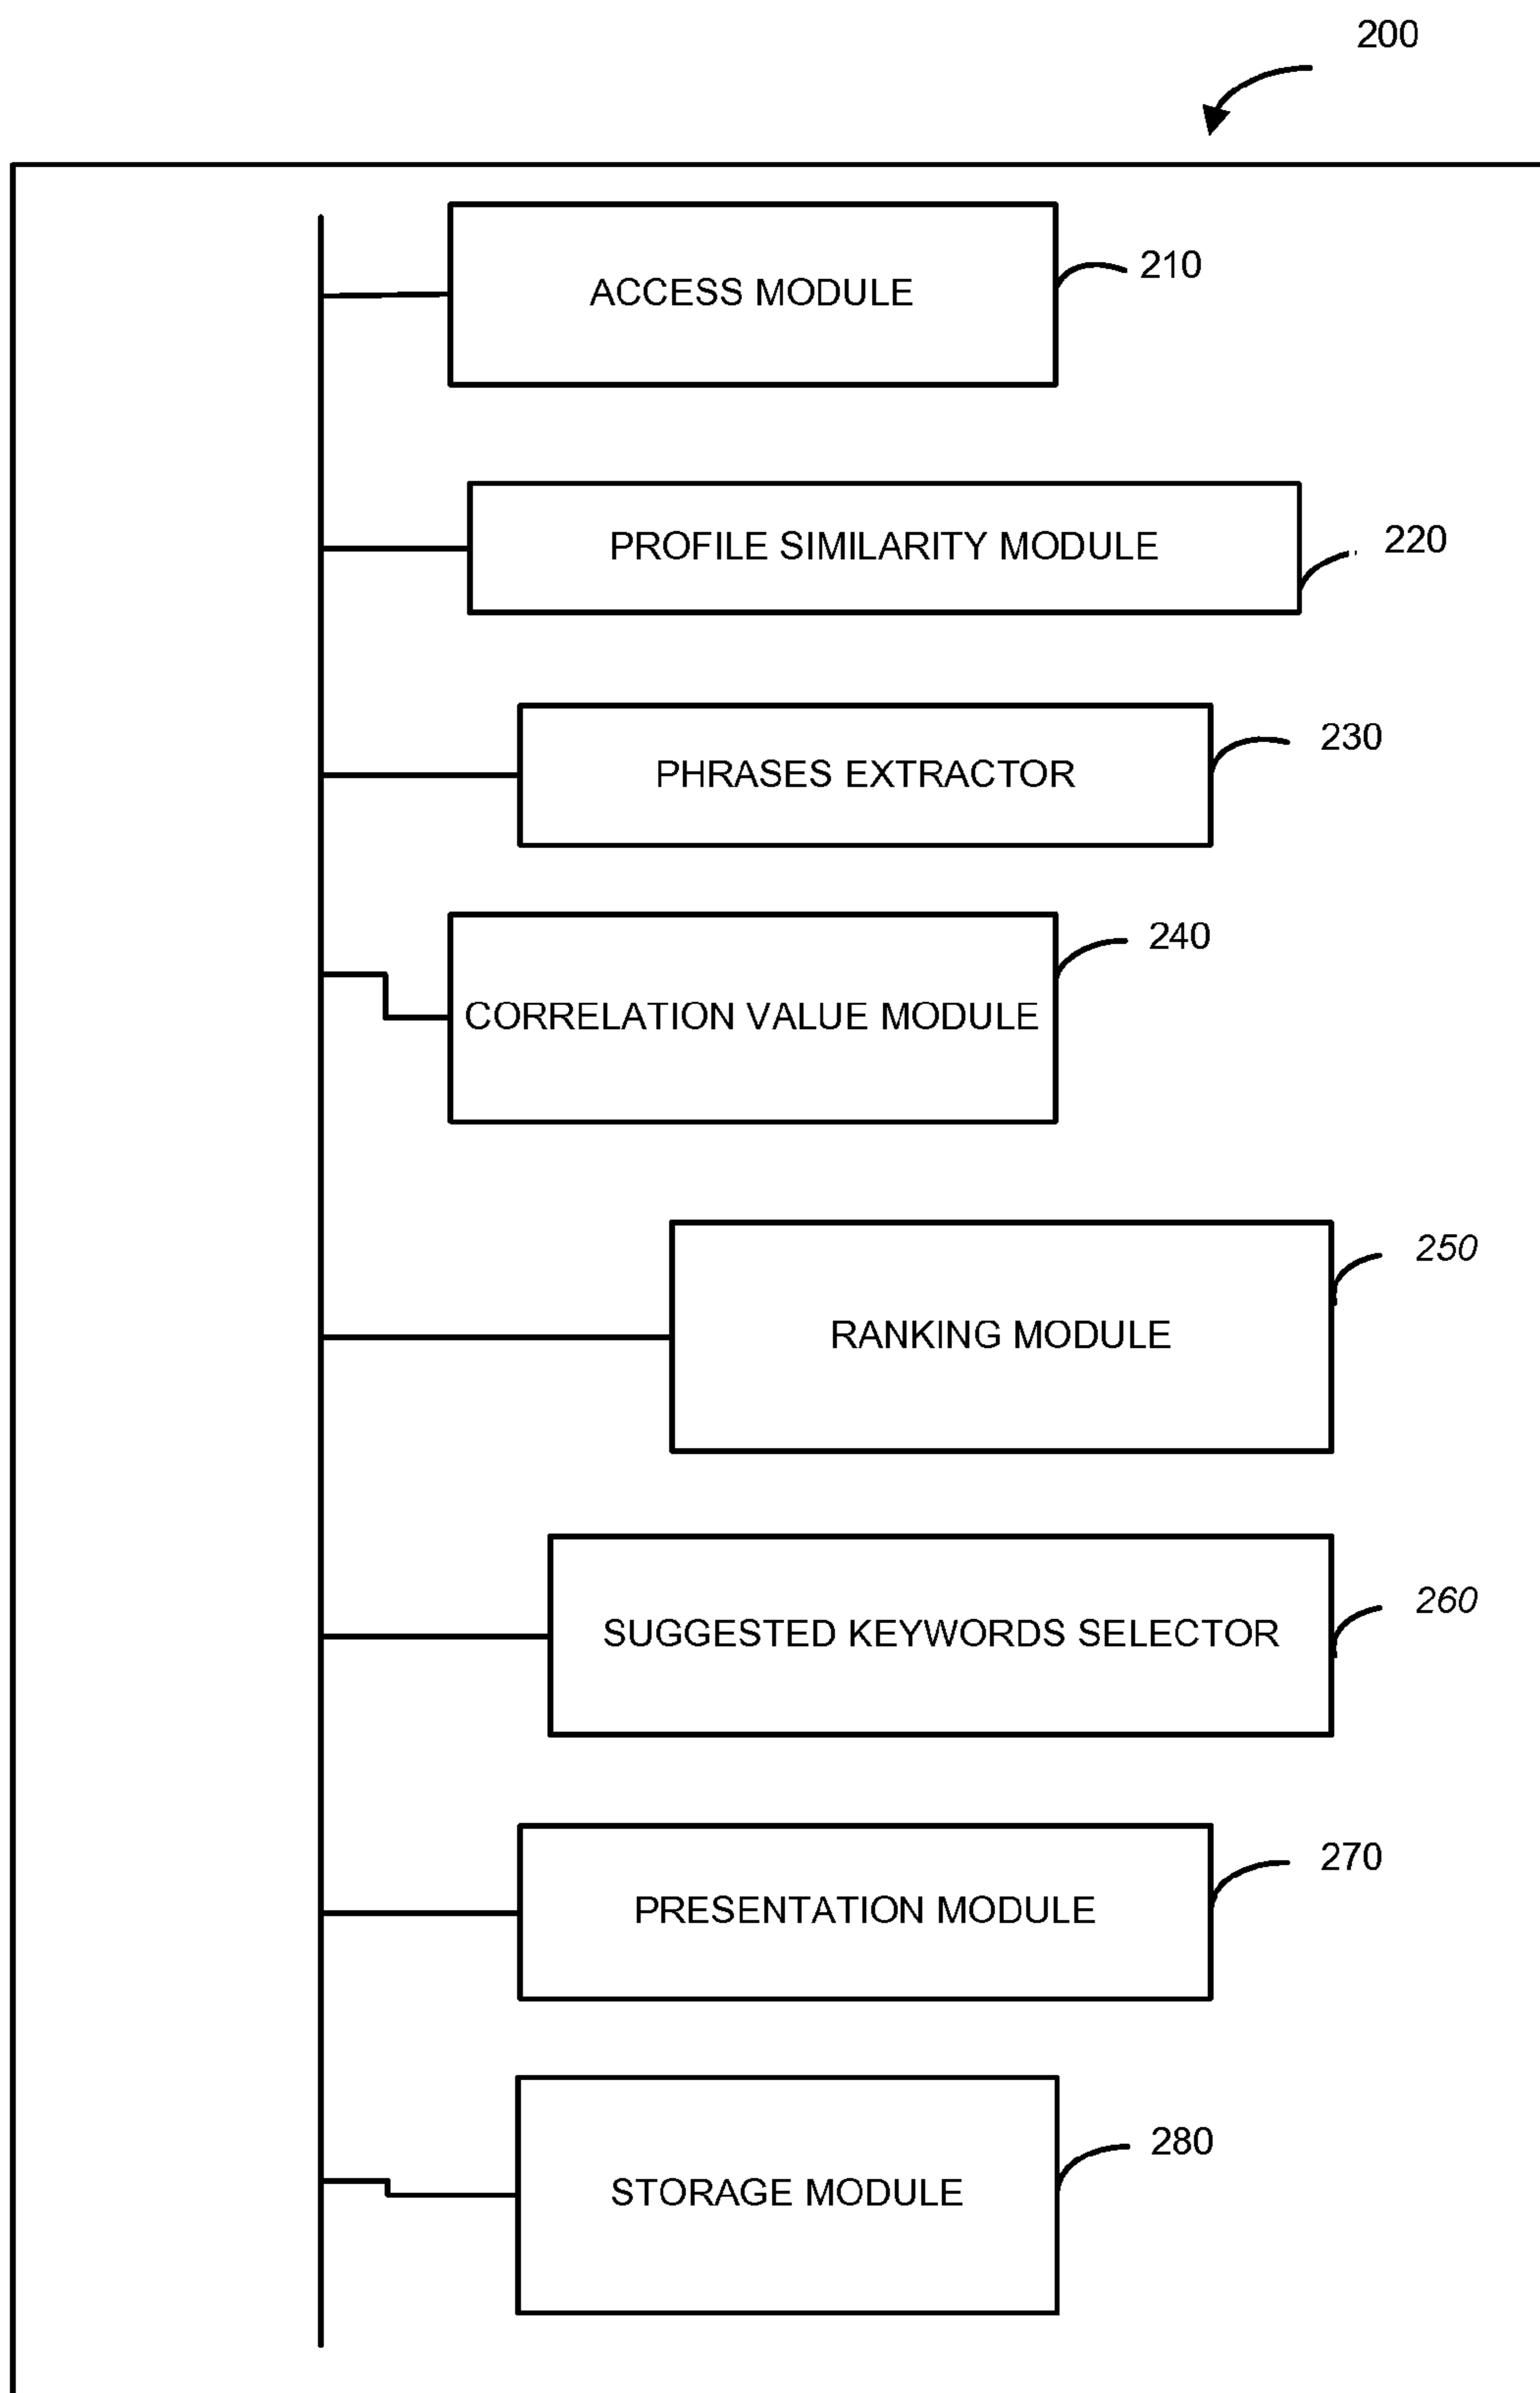 200
ACCESS MODULE
210
PROFILE SIMILARITY MODULE
220
PHRASES EXTRACTOR
230
CORRELATION VALUE MODULE
240
RANKING MODULE
250
SUGGESTED KEYWORDS SELECTOR
260
PRESENTATION MODULE
270
STORAGE MODULE
280